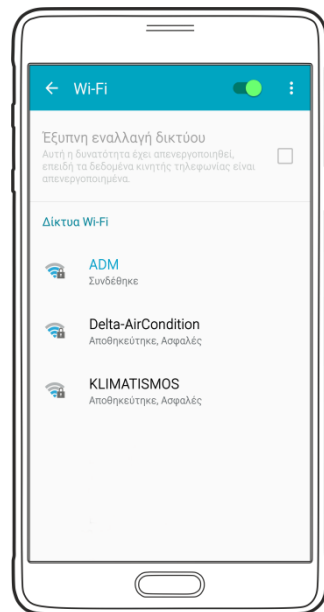 Wi-Fi
Έξυπνη εναλλαγή δικτύου
Αυτή η δυνατότητα έχει απενεργοποιηθεί,
επειδή τα δεδομένα κινητής τηλεφωνίας είναι
απενεργοποιημένα.
Δίκτυα Wi-Fi
ADM
Συνδέθηκε
Delta-AirCondition
Αποθηκεύτηκε, Ασφαλές
KLIMATISMOS
Αποθηκεύτηκε, Ασφαλές